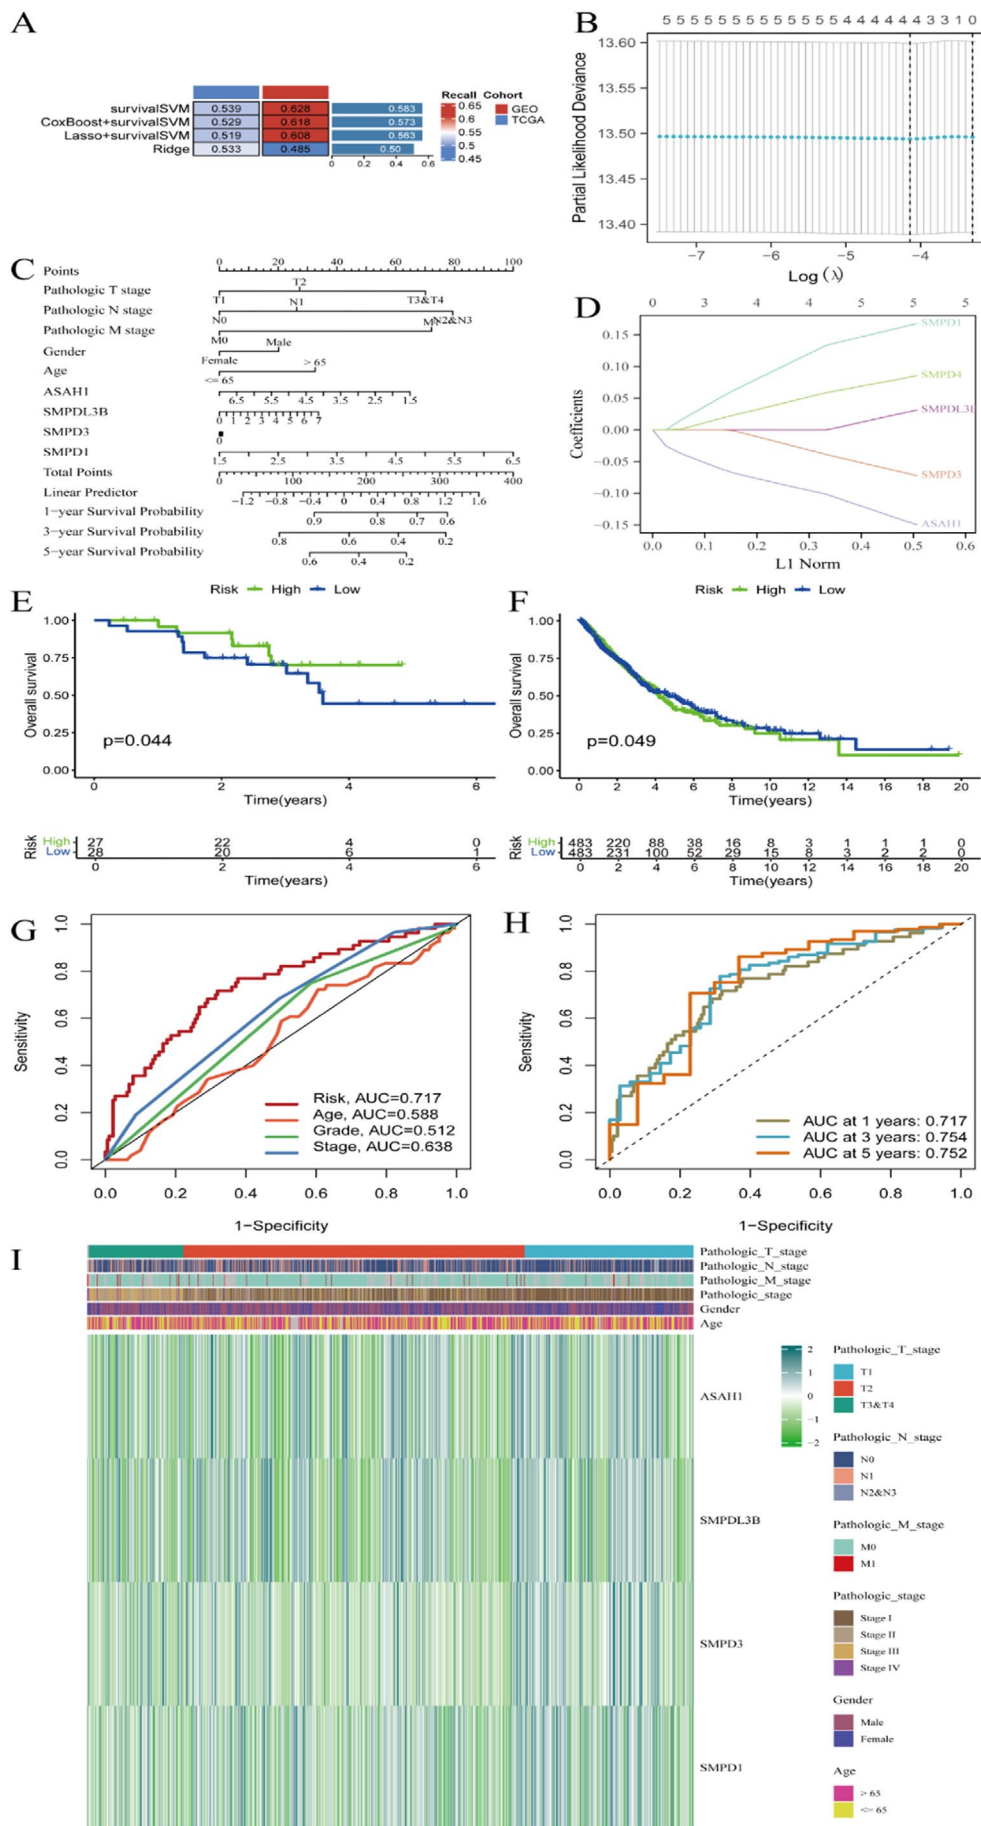 A
survivalSVM 0.539 0.628 0.583
CoxBoost+survivalSVM 0.529 0.618 0.573
Lasso+survivalSVM 0.519 0.608 0.563
Ridge 0.533 0.485 0.50
0 0.2 0.4 0.6
Recall Cohort
0.65
0.6
0.55
0.5
0.45
GEO
TCGA
B
5 5 5 5 5 5 5 5 5 5 5 5 5 4 4 4 4 4 3 3 1 0
Partial Likelihood Deviance
13.60
13.55
13.50
13.45
13.40
−7 −6 −5 −4
Log (λ)
C
Points
0 20 40 60 80 100
Pathologic T stage
T2
T1 T3&T4
Pathologic N stage
N1
N0 N2&N3
Pathologic M stage
M1
M0
Gender
Male
Female
Age
> 65
<= 65
ASAH1
6.5 5.5 4.5 3.5 2.5 1.5
SMPDL3B
0 1 2 3 4 5 6 7
SMPD3
0
SMPD1
1.5 2 2.5 3 3.5 4 4.5 5 5.5 6 6.5
Total Points
0 100 200 300 400
Linear Predictor
−1.2 −0.8 −0.4 0 0.4 0.8 1.2 1.6
1−year Survival Probability
0.9 0.8 0.7 0.6
3−year Survival Probability
0.8 0.6 0.4 0.2
5−year Survival Probability
0.6 0.4 0.2
D
0 3 3 4 5 5 5
Coefficients
0.15
0.10
0.05
0.00
−0.05
−0.10
−0.15
SMPD1
SMPD4
SMPDL3I
SMPD3
ASAH1
0.0 0.1 0.2 0.3 0.4 0.5 0.6
L1 Norm
E
Risk High Low
Overall survival
1.00
0.75
0.50
0.25
0.00
p=0.044
0 2 4 6
Time(years)
Risk
High 27 22 4 0
Low 28 20 6 1
0 2 4 6
Time(years)
F
Risk High Low
Overall survival
1.00
0.75
0.50
0.25
0.00
p=0.049
0 2 4 6 8 10 12 14 16 18 20
Time(years)
Risk
High 483 220 88 38 16 8 3 1 1 1 0
Low 483 231 100 52 29 15 8 3 2 2 0
0 2 4 6 8 10 12 14 16 18 20
Time(years)
G
Sensitivity
0.0 0.2 0.4 0.6 0.8 1.0
Risk, AUC=0.717
Age, AUC=0.588
Grade, AUC=0.512
Stage, AUC=0.638
0.0 0.2 0.4 0.6 0.8 1.0
1−Specificity
H
Sensitivity
0.0 0.2 0.4 0.6 0.8 1.0
AUC at 1 years: 0.717
AUC at 3 years: 0.754
AUC at 5 years: 0.752
0.0 0.2 0.4 0.6 0.8 1.0
1−Specificity
I
Pathologic_T_stage
Pathologic_N_stage
Pathologic_M_stage
Pathologic_stage
Gender
Age
ASAH1
SMPDL3B
SMPD3
SMPD1
2
1
0
−1
−2
Pathologic_T_stage
T1
T2
T3&T4
Pathologic_N_stage
N0
N1
N2&N3
Pathologic_M_stage
M0
M1
Pathologic_stage
Stage I
Stage II
Stage III
Stage IV
Gender
Male
Female
Age
> 65
<= 65